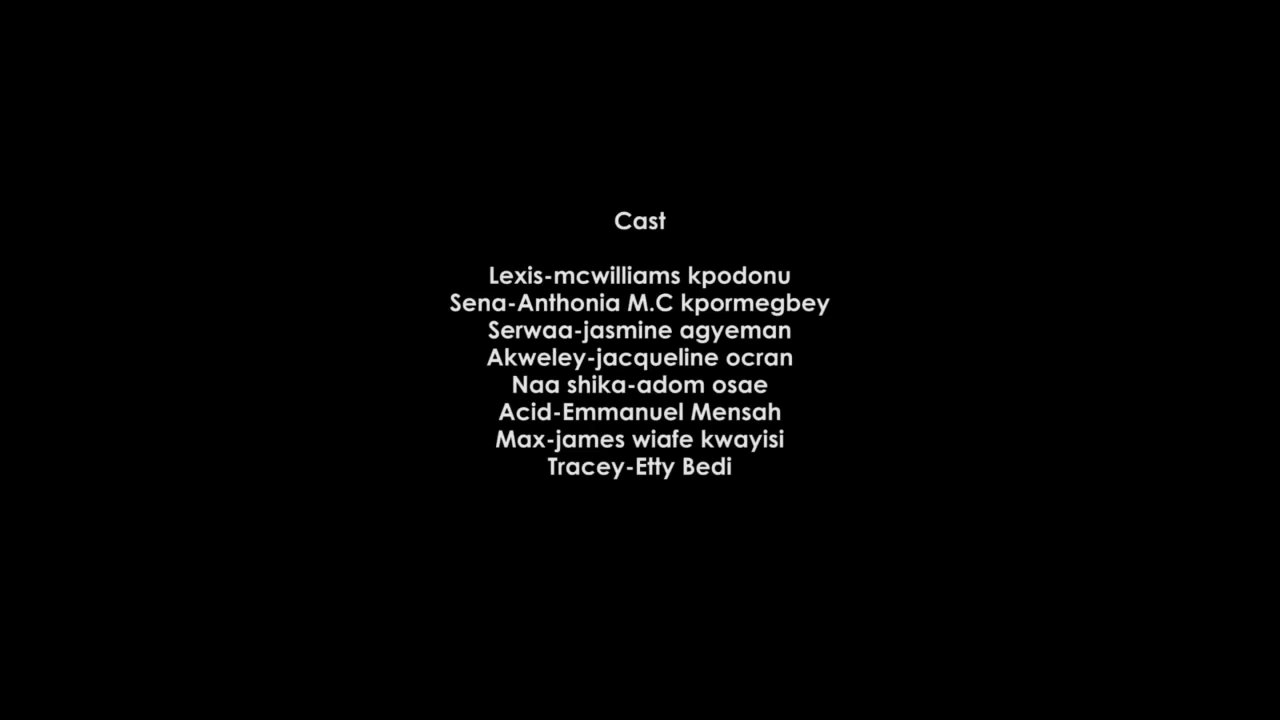 Cast
Lexis-mcwilliams kpodonu
Sena-Anthonia M.C kpormegbey
Serwaa-jasmine agyeman
Akweley-jacqueline ocran
Naa shika-adom osae
Acid-Emmanuel Mensah
Max-james wiafe kwayisi
Tracey-Etty Bedi